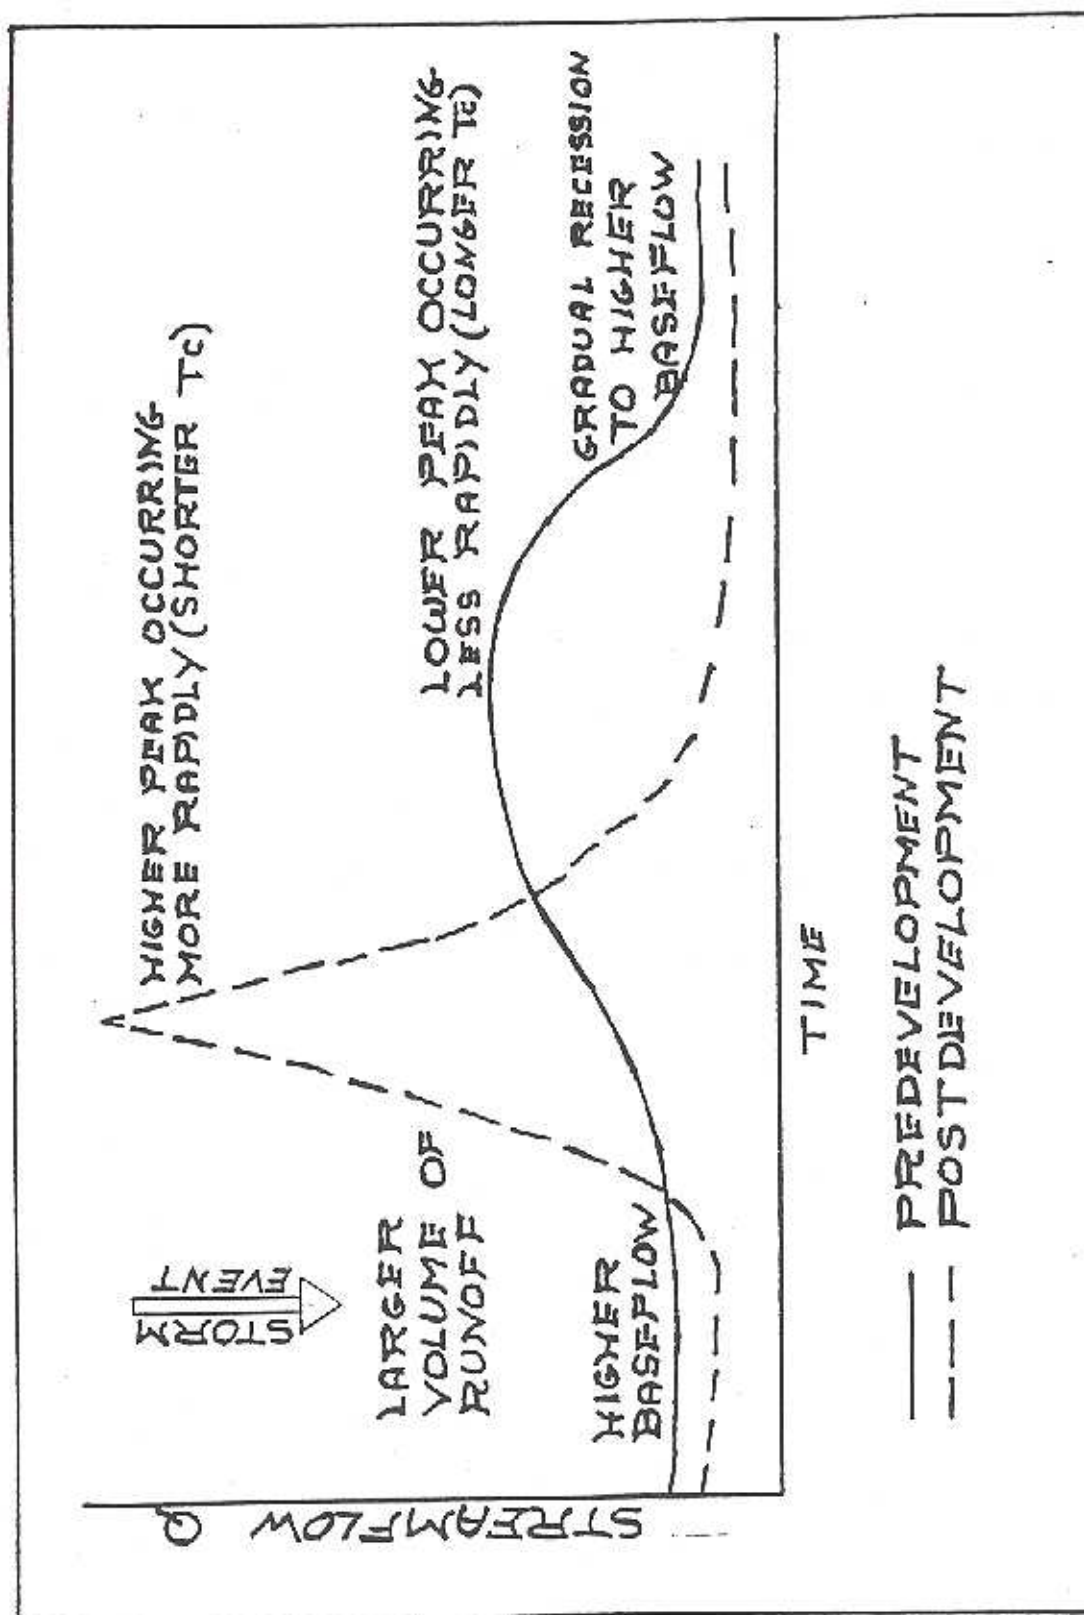 STREAMFLOW Q
STORM
EVENT
HIGHER PEAK OCCURRING
MORE RAPIDLY (SHORTER TC)
LARGER
VOLUME OF
RUNOFF
LOWER PEAK OCCURRING
LESS RAPIDLY (LONGER TC)
HIGHER
BASEFLOW
GRADUAL RECESSION
TO HIGHER
BASEFLOW
TIME
PREDEVELOPMENT
POSTDEVELOPMENT